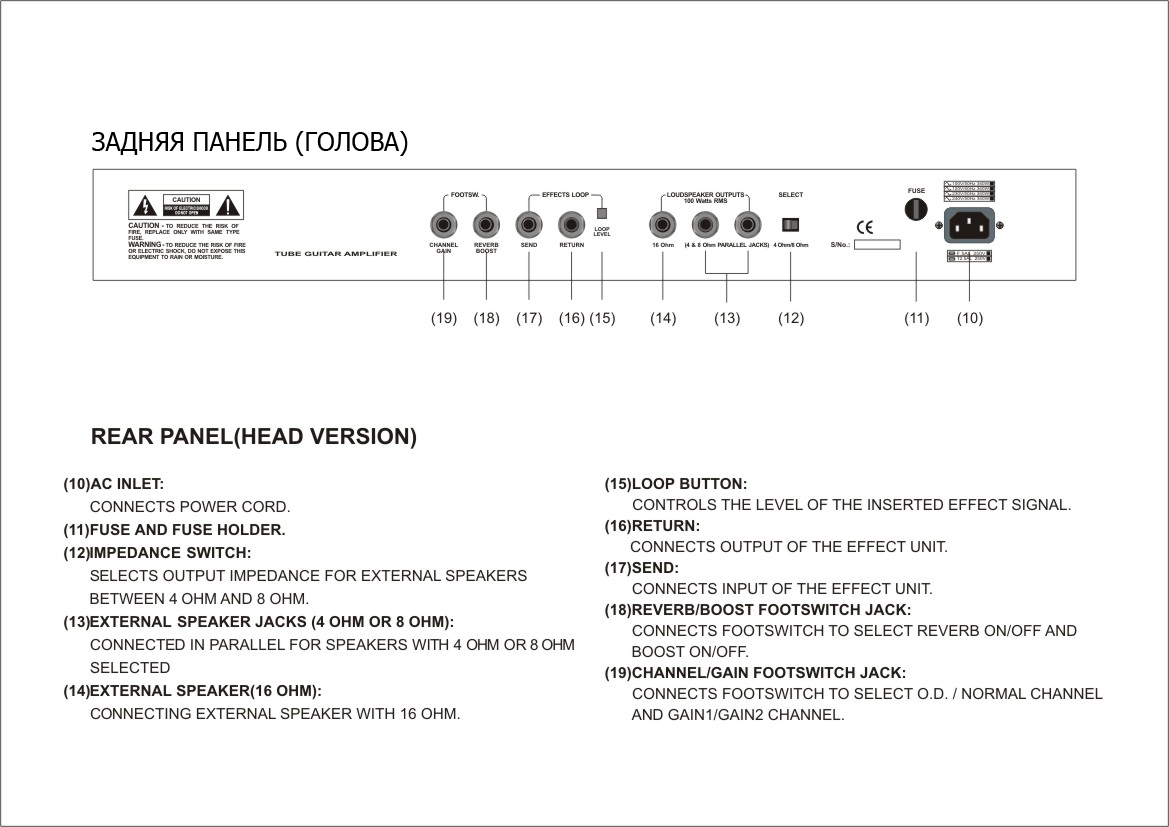 ЗАДНЯЯ ПАНЕЛЬ (ГОЛОВА)
CAUTION
RISK OF ELECTRIC SHOCK
DO NOT OPEN
CAUTION - TO REDUCE THE RISK OF
FIRE, REPLACE ONLY WITH SAME TYPE
FUSE.
WARNING - TO REDUCE THE RISK OF FIRE
OR ELECTRIC SHOCK, DO NOT EXPOSE THIS
EQUIPMENT TO RAIN OR MOISTURE.
TUBE GUITAR AMPLIFIER
FOOTSW.
CHANNEL
GAIN
REVERB
BOOST
EFFECTS LOOP
SEND
RETURN
LOOP
LEVEL
LOUDSPEAKER OUTPUTS
100 Watts RMS
16 Ohm
(4 & 8 Ohm PARALLEL JACKS)
SELECT
4 Ohm/8 Ohm
CE
S/No.:
FUSE
(19) (18) (17) (16) (15) (14) (13) (12) (11) (10)
REAR PANEL(HEAD VERSION)
(10)AC INLET:
CONNECTS POWER CORD.
(11)FUSE AND FUSE HOLDER.
(12)IMPEDANCE SWITCH:
SELECTS OUTPUT IMPEDANCE FOR EXTERNAL SPEAKERS
BETWEEN 4 OHM AND 8 OHM.
(13)EXTERNAL SPEAKER JACKS (4 OHM OR 8 OHM):
CONNECTED IN PARALLEL FOR SPEAKERS WITH 4 OHM OR 8 OHM
SELECTED
(14)EXTERNAL SPEAKER(16 OHM):
CONNECTING EXTERNAL SPEAKER WITH 16 OHM.
(15)LOOP BUTTON:
CONTROLS THE LEVEL OF THE INSERTED EFFECT SIGNAL.
(16)RETURN:
CONNECTS OUTPUT OF THE EFFECT UNIT.
(17)SEND:
CONNECTS INPUT OF THE EFFECT UNIT.
(18)REVERB/BOOST FOOTSWITCH JACK:
CONNECTS FOOTSWITCH TO SELECT REVERB ON/OFF AND
BOOST ON/OFF.
(19)CHANNEL/GAIN FOOTSWITCH JACK:
CONNECTS FOOTSWITCH TO SELECT O.D. / NORMAL CHANNEL
AND GAIN1/GAIN2 CHANNEL.